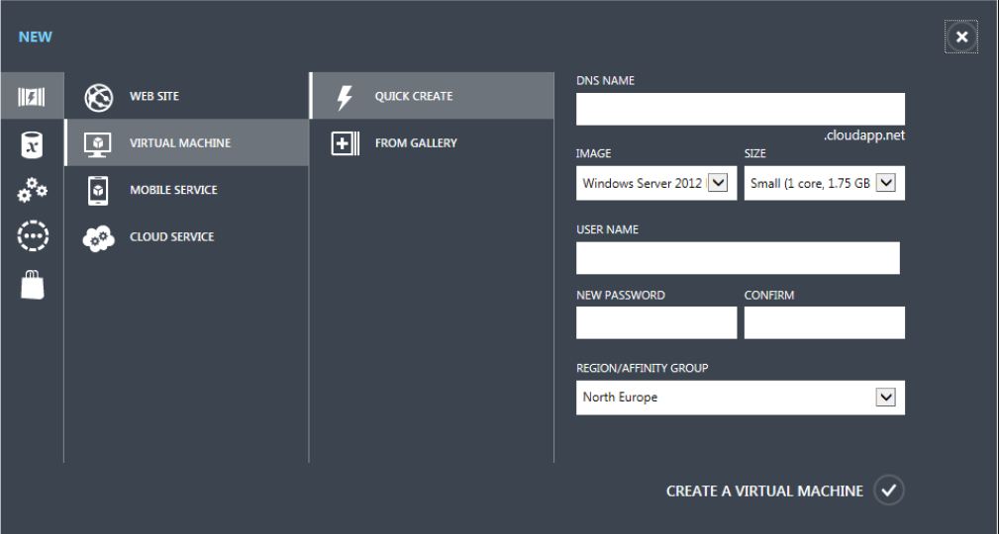 NEW
WEB SITE
VIRTUAL MACHINE
MOBILE SERVICE
CLOUD SERVICE
QUICK CREATE
FROM GALLERY
DNS NAME
.cloudapp.net
IMAGE
SIZE
Windows Server 2012
Small (1 core, 1.75 GB
USER NAME
NEW PASSWORD
CONFIRM
REGION/AFFINITY GROUP
North Europe
CREATE A VIRTUAL MACHINE